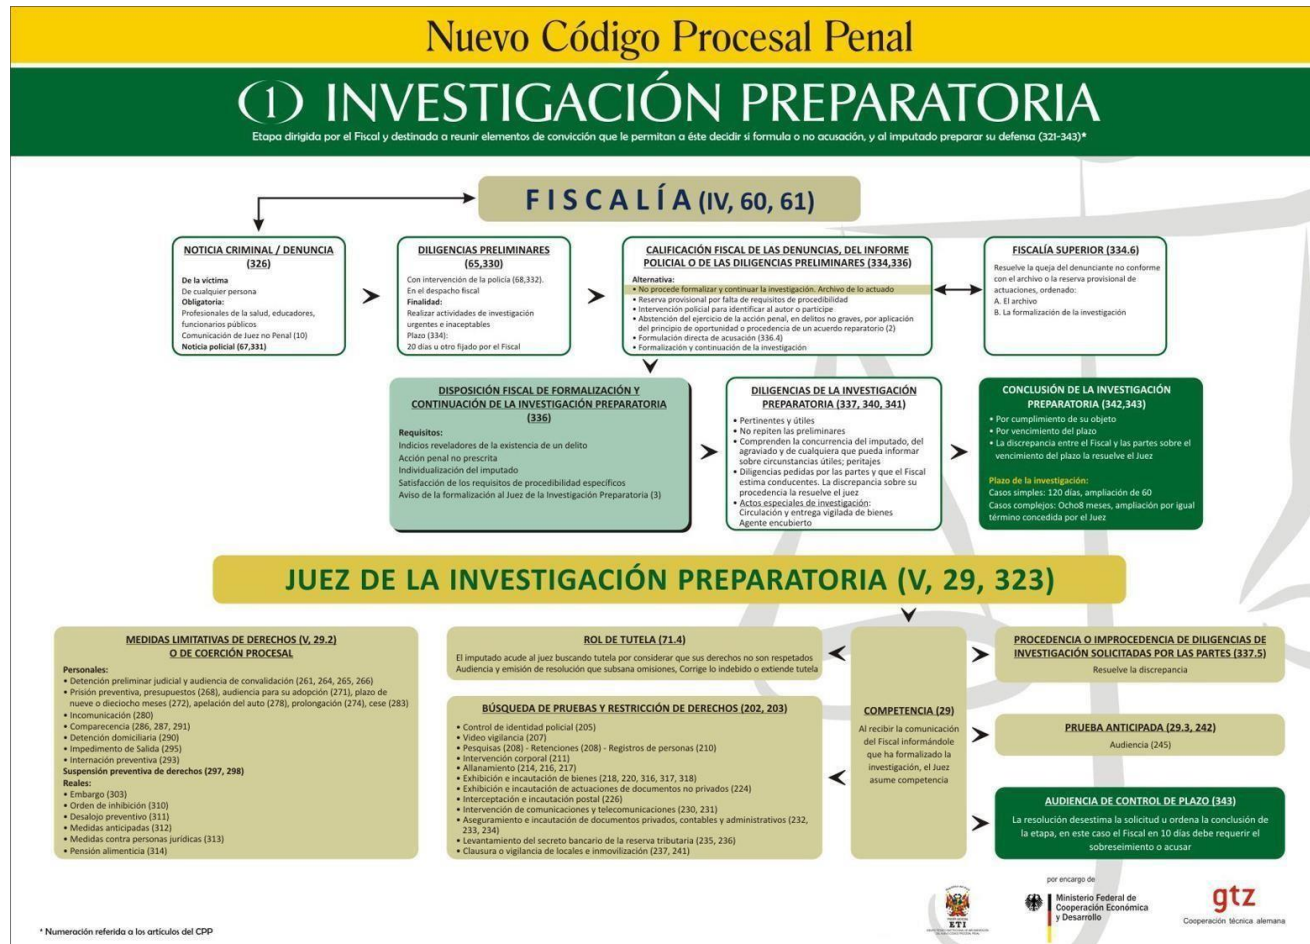 Nuevo Código Procesal Penal
1 INVESTIGACIÓN PREPARATORIA
Etapa dirigida por el Fiscal y destinada a reunir elementos de convicción que le permitan a éste decidir si formula o no acusación, y al imputado preparar su defensa (321-343)*
FISCALÍA (IV, 60, 61)
NOTICIA CRIMINAL / DENUNCIA
(326)
De la víctima
De cualquier persona
Obligatoria:
Profesionales de la salud, educadores,
funcionarios públicos
Comunicación de Juez no Penal (10)
Noticia policial (67,331)
DILIGENCIAS PRELIMINARES
(65,330)
Con intervención de la policía (68,332).
En el despacho fiscal
Finalidad:
Realizar actividades de investigación
urgentes e inaceptables
Plazo (334):
20 días u otro fijado por el Fiscal
CALIFICACIÓN FISCAL DE LAS DENUNCIAS, DEL INFORME
POLICIAL O DE LAS DILIGENCIAS PRELIMINARES (334,336)
Alternativa:
• No procede formalizar y continuar la investigación. Archivo de lo actuado
• Reserva provisional por falta de requisitos de procedibilidad
• Intervención policial para identificar al autor o partícipe
• Abstención del ejercicio de la acción penal, en delitos no graves, por aplicación
del principio de oportunidad o procedencia de un acuerdo reparatorio (2)
• Formulación directa de acusación (336.4)
• Formalización y continuación de la investigación
FISCALÍA SUPERIOR (334.6)
Resuelve la queja del denunciante no conforme
con el archivo o la reserva provisional de
actuaciones, ordenado:
A. El archivo
B. La formalización de la investigación
DISPOSICIÓN FISCAL DE FORMALIZACIÓN Y
CONTINUACIÓN DE LA INVESTIGACIÓN PREPARATORIA
(336)
Requisitos:
Indicios reveladores de la existencia de un delito
Acción penal no prescrita
Individualización del imputado
Satisfacción de los requisitos de procedibilidad específicos
Aviso de la formalización al Juez de la Investigación Preparatoria (3)
DILIGENCIAS DE LA INVESTIGACIÓN
PREPARATORIA (337, 340, 341)
• Pertinentes y útiles
• No repiten las preliminares
• Comprenden la concurrencia del imputado, del
agraviado y de cualquiera que pueda informar
sobre circunstancias útiles; peritajes
• Diligencias pedidas por las partes y que el Fiscal
estima conducentes. La discrepancia sobre su
procedencia la resuelve el juez
• Actos especiales de investigación:
Circulación y entrega vigilada de bienes
Agente encubierto
CONCLUSIÓN DE LA INVESTIGACIÓN
PREPARATORIA (342,343)
• Por cumplimiento de su objeto
• Por vencimiento del plazo
• La discrepancia entre el Fiscal y las partes sobre el
vencimiento del plazo la resuelve el Juez
Plazo de la investigación:
Casos simples: 120 días, ampliación de 60
Casos complejos: Ocho8 meses, ampliación por igual
término concedida por el Juez
JUEZ DE LA INVESTIGACIÓN PREPARATORIA (V, 29, 323)
MEDIDAS LIMITATIVAS DE DERECHOS (V, 29.2)
O DE COERCIÓN PROCESAL
Personales:
• Detención preliminar judicial y audiencia de convalidación (261, 264, 265, 266)
• Prisión preventiva, presupuestos (268), audiencia para su adopción (271), plazo de
nueve o dieciocho meses (272), apelación del auto (278), prolongación (274), cese (283)
• Incomunicación (280)
• Comparecencia (286, 287, 291)
• Detención domiciliaria (290)
• Impedimento de Salida (295)
• Internación preventiva (293)
Suspensión preventiva de derechos (297, 298)
Reales:
• Embargo (303)
• Orden de inhibición (310)
• Desalojo preventivo (311)
• Medidas anticipadas (312)
• Medidas contra personas jurídicas (313)
• Pensión alimenticia (314)
ROL DE TUTELA (71.4)
El imputado acude al juez buscando tutela por considerar que sus derechos no son respetados
Audiencia y emisión de resolución que subsana omisiones, Corrige lo indebido o extiende tutela
BÚSQUEDA DE PRUEBAS Y RESTRICCIÓN DE DERECHOS (202, 203)
• Control de identidad policial (205)
• Video vigilancia (207)
• Pesquisas (208) - Retenciones (208) - Registros de personas (210)
• Intervención corporal (211)
• Allanamiento (214, 216, 217)
• Exhibición e incautación de bienes (218, 220, 316, 317, 318)
• Exhibición e incautación de actuaciones de documentos no privados (224)
• Interceptación e incautación postal (226)
• Intervención de comunicaciones y telecomunicaciones (230, 231)
• Aseguramiento e incautación de documentos privados, contables y administrativos (232,
233, 234)
• Levantamiento del secreto bancario de la reserva tributaria (235, 236)
• Clausura o vigilancia de locales e inmovilización (237, 241)
COMPETENCIA (29)
Al recibir la comunicación
del Fiscal informándole
que ha formalizado la
investigación, el Juez
asume competencia
PROCEDENCIA O IMPROCEDENCIA DE DILIGENCIAS DE
INVESTIGACIÓN SOLICITADAS POR LAS PARTES (337.5)
Resuelve la discrepancia
PRUEBA ANTICIPADA (29.3, 242)
Audiencia (245)
AUDIENCIA DE CONTROL DE PLAZO (343)
La resolución desestima la solicitud u ordena la conclusión de
la etapa, en este caso el Fiscal en 10 días debe requerir el
sobreseimiento o acusar
* Numeración referida a los artículos del CPP
ETI
por encargo de
Ministerio Federal de
Cooperación Económica
y Desarrollo
gtz
Cooperación técnica alemana